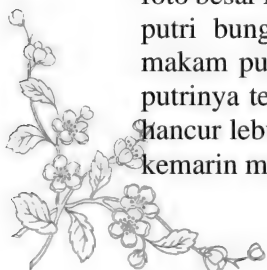 foto besar
putri bung
makam pu
putrinya te
hancur leb
kemarin m